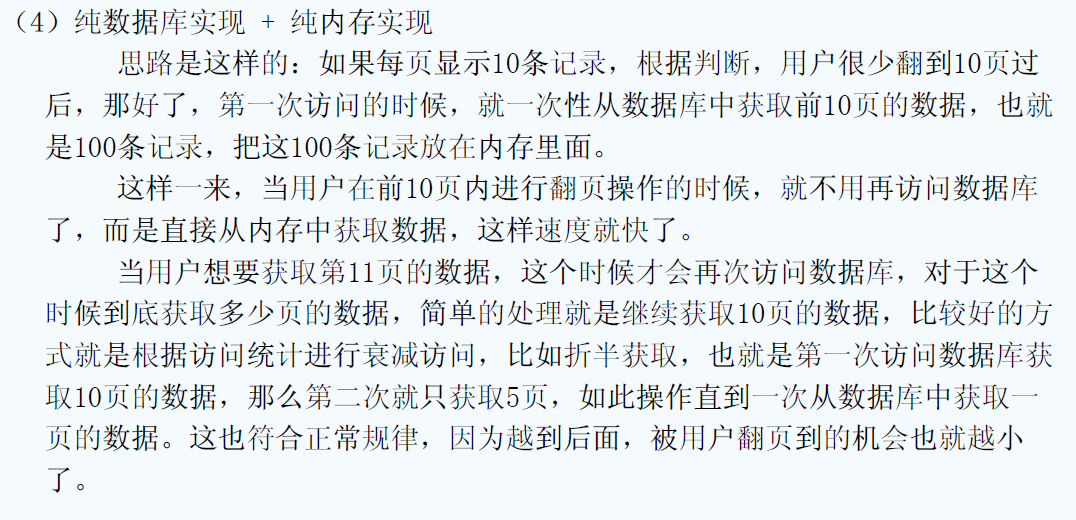 （4）纯数据库实现 + 纯内存实现
思路是这样的：如果每页显示10条记录，根据判断，用户很少翻到10页过
后，那好了，第一次访问的时候，就一次性从数据库中获取前10页的数据，也就
是100条记录，把这100条记录放在内存里面。
这样一来，当用户在前10页内进行翻页操作的时候，就不用再访问数据库
了，而是直接从内存中获取数据，这样速度就快了。
当用户想要获取第11页的数据，这个时候才会再次访问数据库，对于这个
时候到底获取多少页的数据，简单的处理就是继续获取10页的数据，比较好的方
式就是根据访问统计进行衰减访问，比如折半获取，也就是第一次访问数据库获
取10页的数据，那么第二次就只获取5页，如此操作直到一次从数据库中获取一
页的数据。这也符合正常规律，因为越到后面，被用户翻页到的机会也就越小
了。